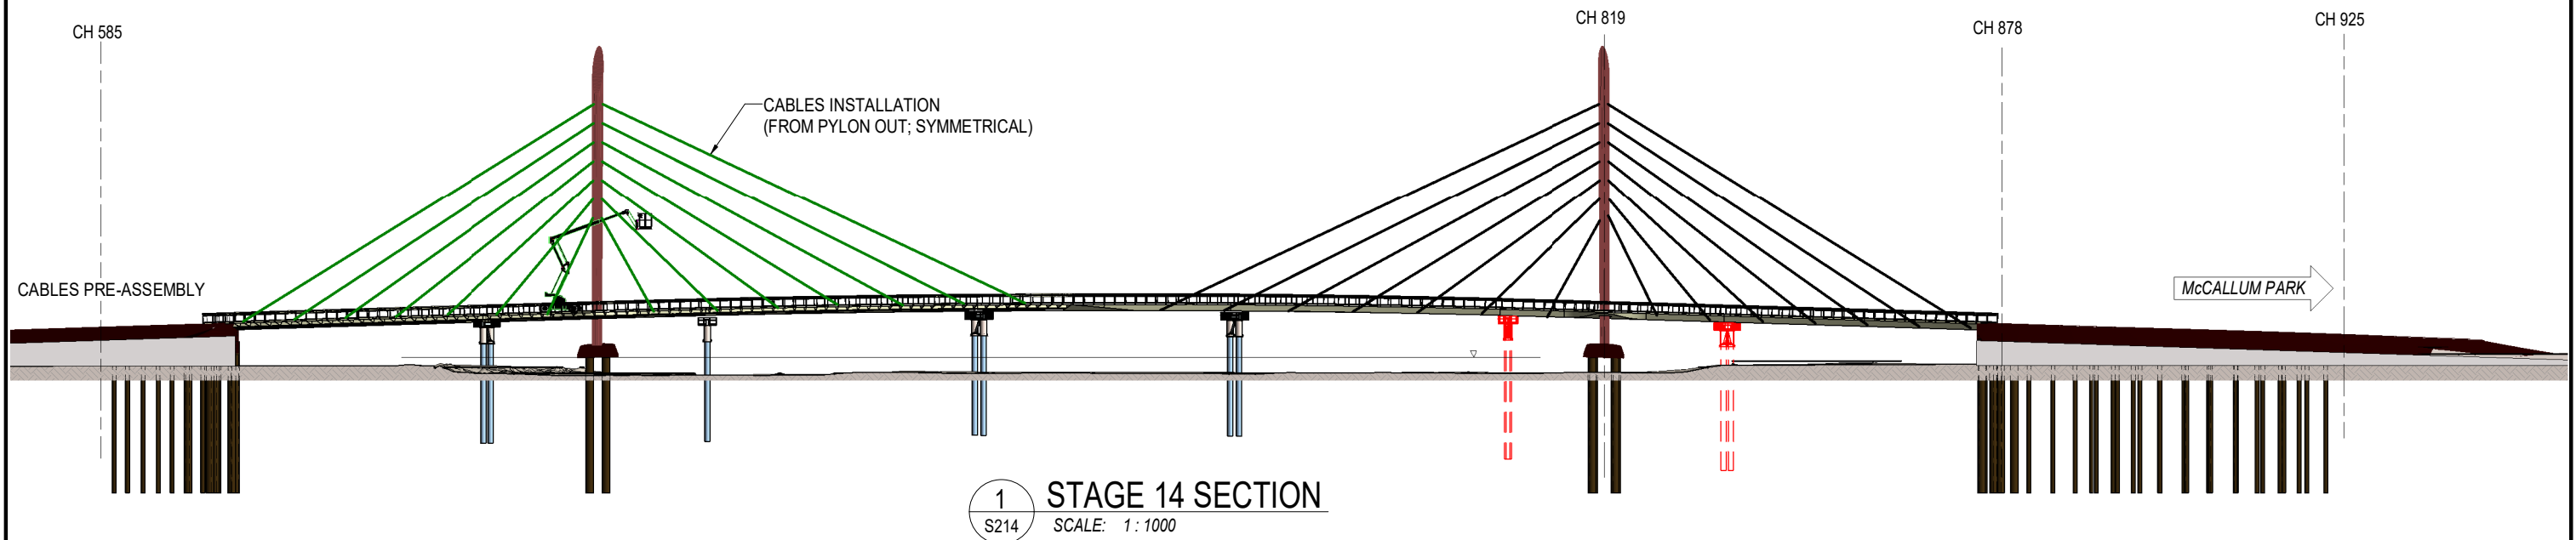 CH 585
CH 819
CH 878
CH 925
CABLES INSTALLATION
(FROM PYLON OUT; SYMMETRICAL)
CABLES PRE-ASSEMBLY
McCALLUM PARK
1
S214
STAGE 14 SECTION
SCALE: 1 : 1000